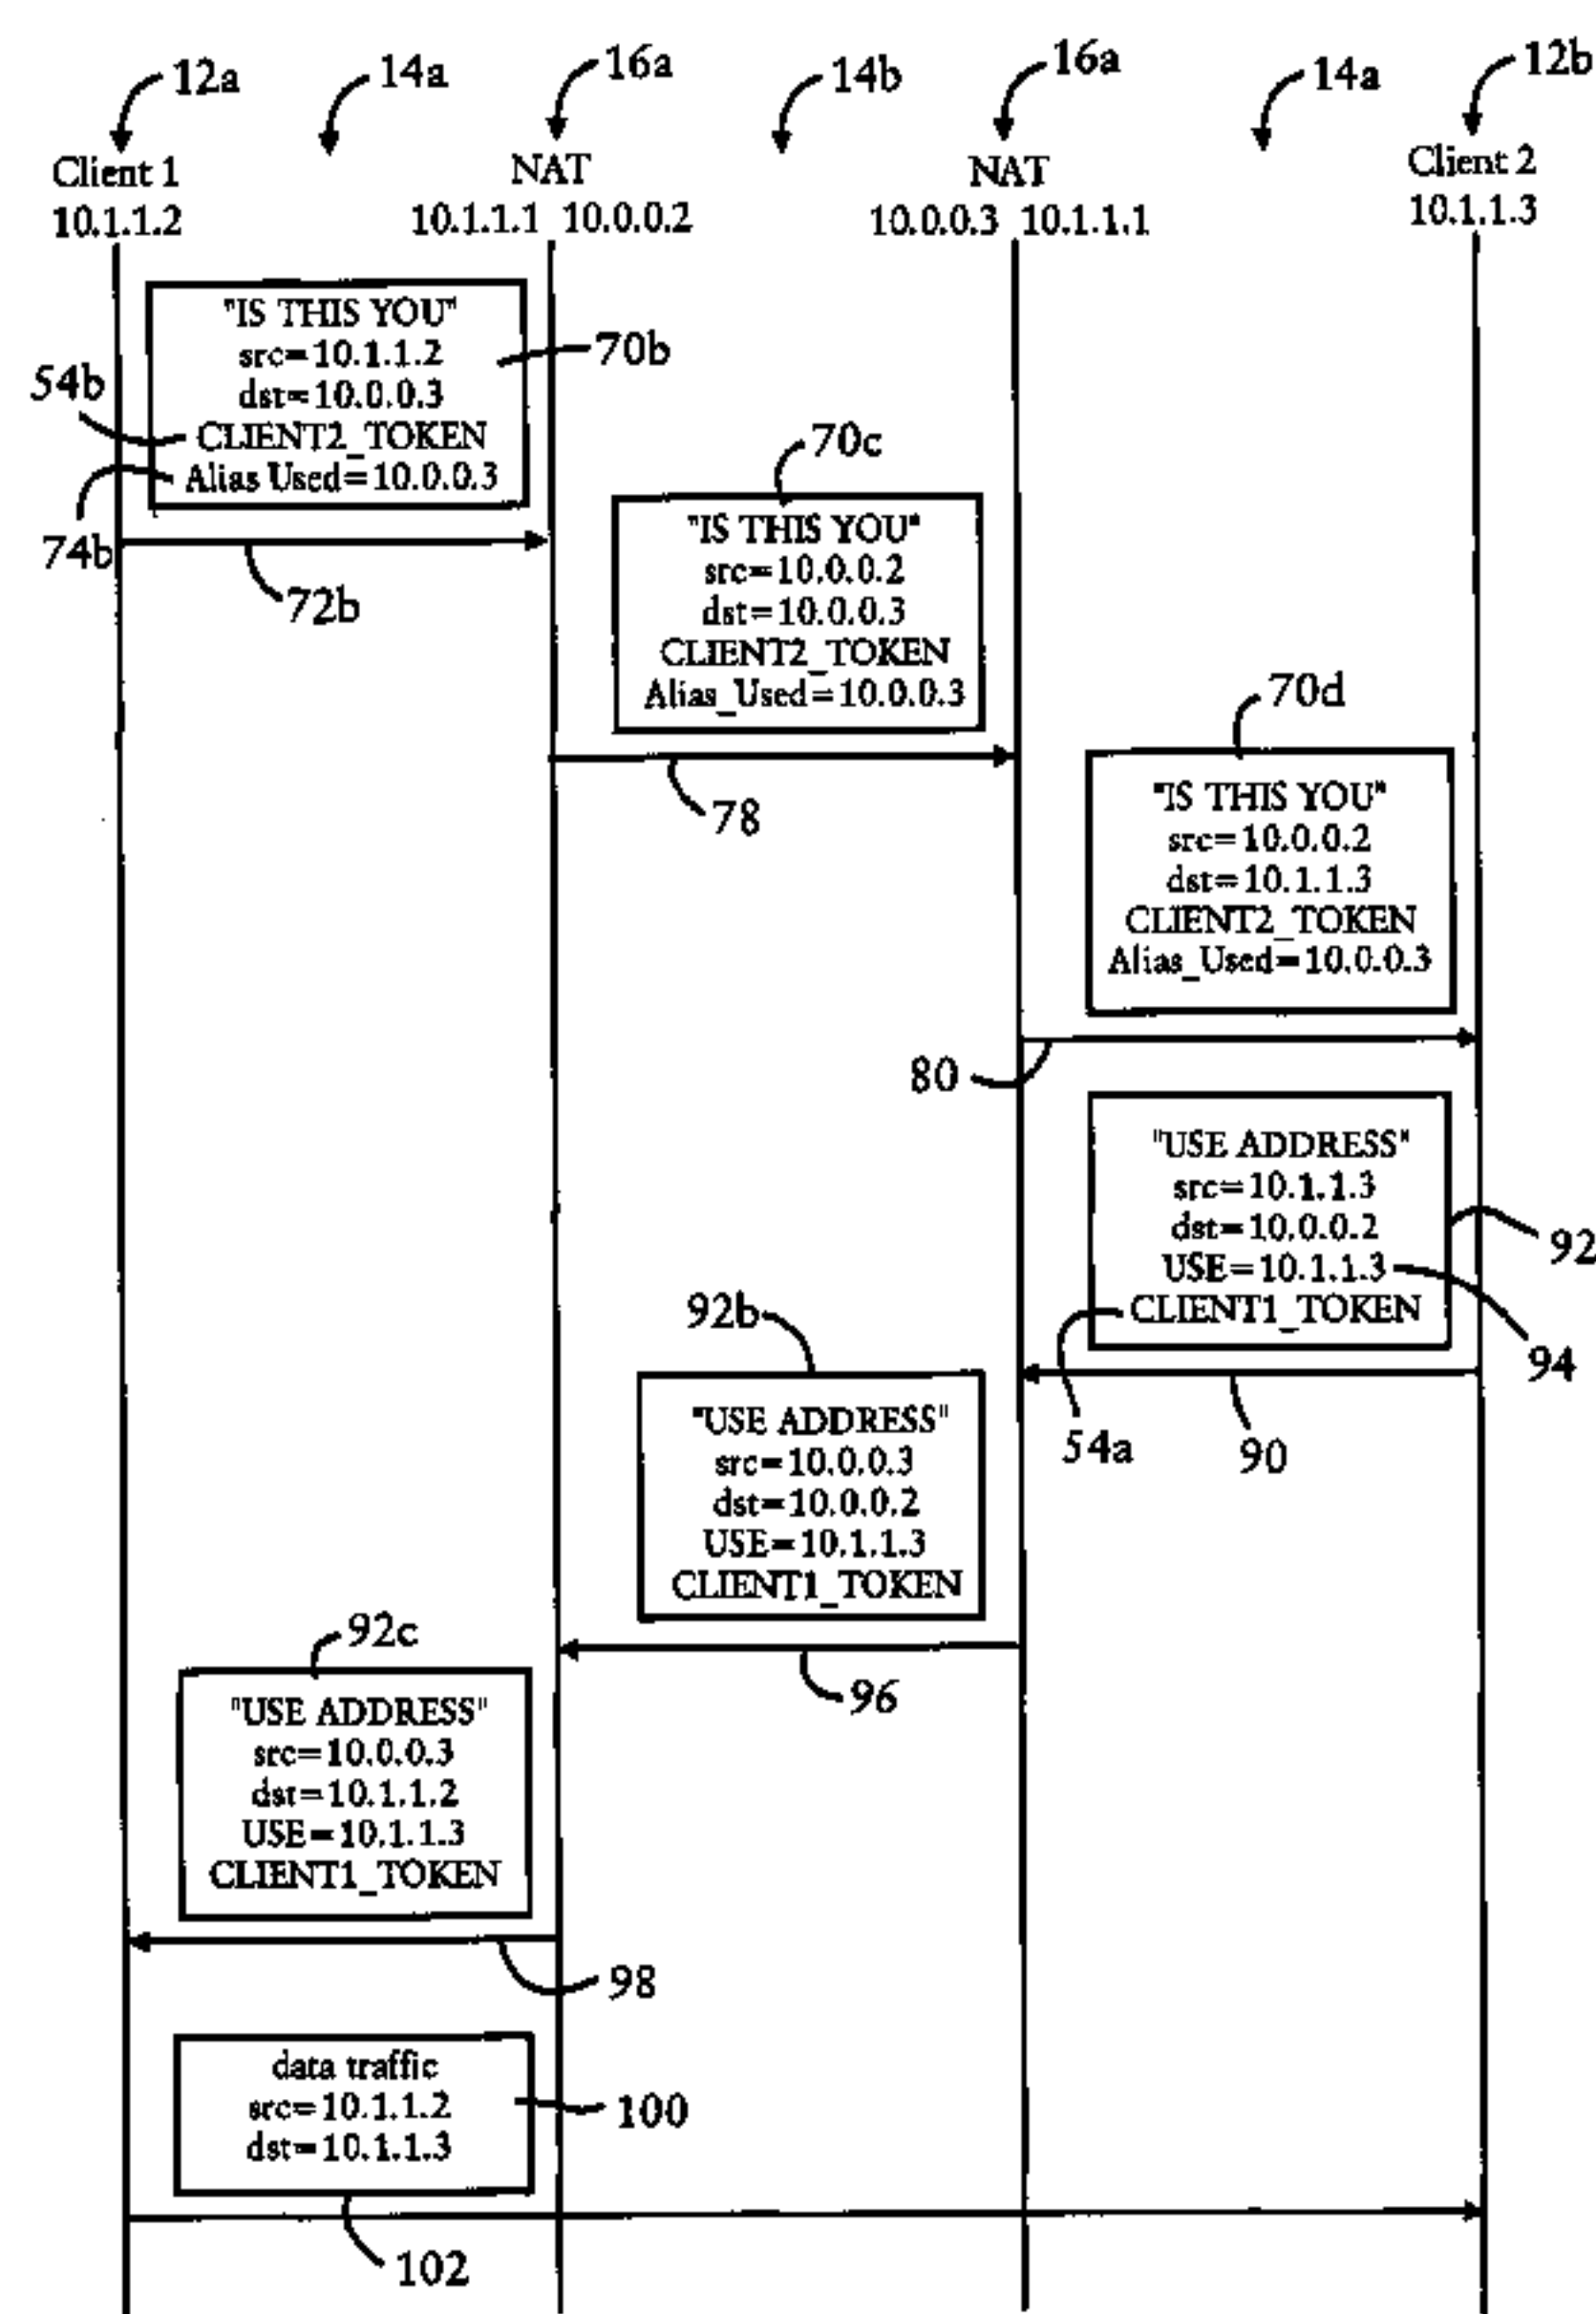 12a
14a
16a
14b
16a
14a
12b
Client 1
10.1.1.2
NAT
10.1.1.1 10.0.0.2
NAT
10.0.0.3 10.1.1.1
Client 2
10.1.1.3
"IS THIS YOU"
src=10.1.1.2
dst=10.0.0.3
CLIENT2_TOKEN
Alias Used=10.0.0.3
70b
54b
74b
72b
70c
"IS THIS YOU"
src=10.0.0.2
dst=10.0.0.3
CLIENT2_TOKEN
Alias_Used=10.0.0.3
78
70d
"IS THIS YOU"
src=10.0.0.2
dst=10.1.1.3
CLIENT2_TOKEN
Alias_Used=10.0.0.3
80
"USE ADDRESS"
src=10.1.1.3
dst=10.0.0.2
USE=10.1.1.3
CLIENT1_TOKEN
92
94
54a
90
92b
"USE ADDRESS"
src=10.0.0.3
dst=10.0.0.2
USE=10.1.1.3
CLIENT1_TOKEN
96
92c
"USE ADDRESS"
src=10.0.0.3
dst=10.1.1.2
USE=10.1.1.3
CLIENT1_TOKEN
98
data traffic
src=10.1.1.2
dst=10.1.1.3
100
102